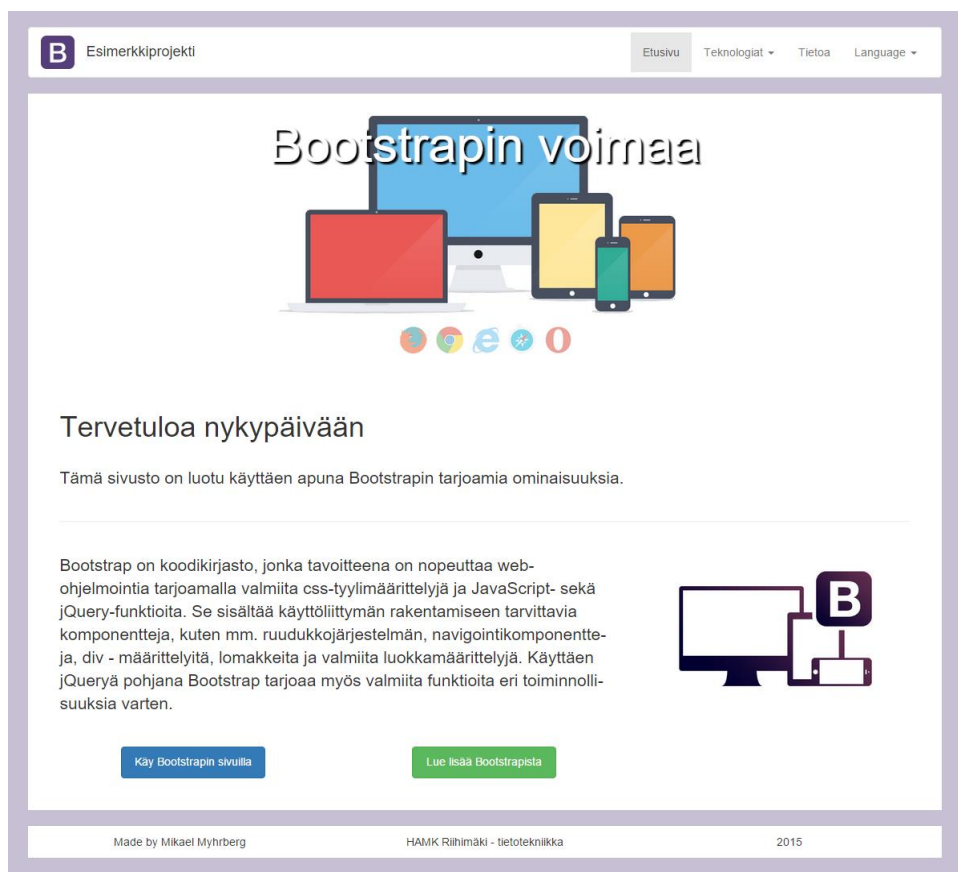 B Esimerkkiprojekti Etusivu Teknologiat Tietoa Language
Bootstrapin voimaa
Tervetuloa nykypäivään
Tämä sivusto on luotu käyttäen apuna Bootstrapin tarjoamia ominaisuuksia.
Bootstrap on koodikirjasto, jonka tavoitteena on nopeuttaa web-
ohjelmointia tarjoamalla valmiita css-tyylimäärittelyjä ja JavaScript- sekä
jQuery-funktioita. Se sisältää käyttöliittymän rakentamiseen tarvittavia
komponentteja, kuten mm. ruudukkojärjestelmän, navigointikomponentte-
ja, div - määrittelyitä, lomakkeita ja valmiita luokkamäärittelyjä. Käyttäen
jQueryä pohjana Bootstrap tarjoaa myös valmiita funktioita eri toiminnolli-
suuksia varten.
B
Käy Bootstrapin sivuilla Lue lisää Bootstrapista
Made by Mikael Myhrberg HAMK Riihimäki - tietotekniikka 2015